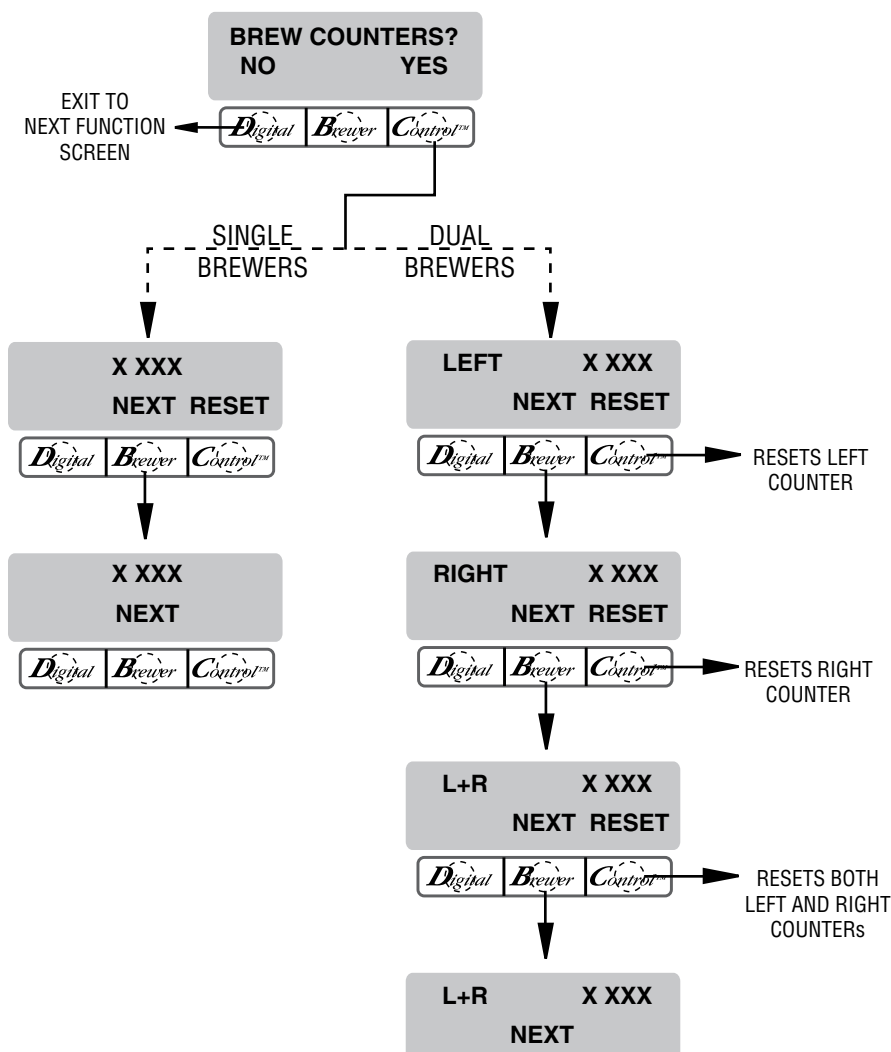 BREW COUNTERS?
NO YES
EXIT TO
NEXT FUNCTION
SCREEN
Digital Brewer Control™
SINGLE
BREWERS
DUAL
BREWERS
X XXX
NEXT RESET
Digital Brewer Control™
X XXX
NEXT
Digital Brewer Control™
LEFT X XXX
NEXT RESET
Digital Brewer Control™
RESETS LEFT
COUNTER
RIGHT X XXX
NEXT RESET
Digital Brewer Control™
RESETS RIGHT
COUNTER
L+R X XXX
NEXT RESET
Digital Brewer Control™
RESETS BOTH
LEFT AND RIGHT
COUNTERs
L+R X XXX
NEXT